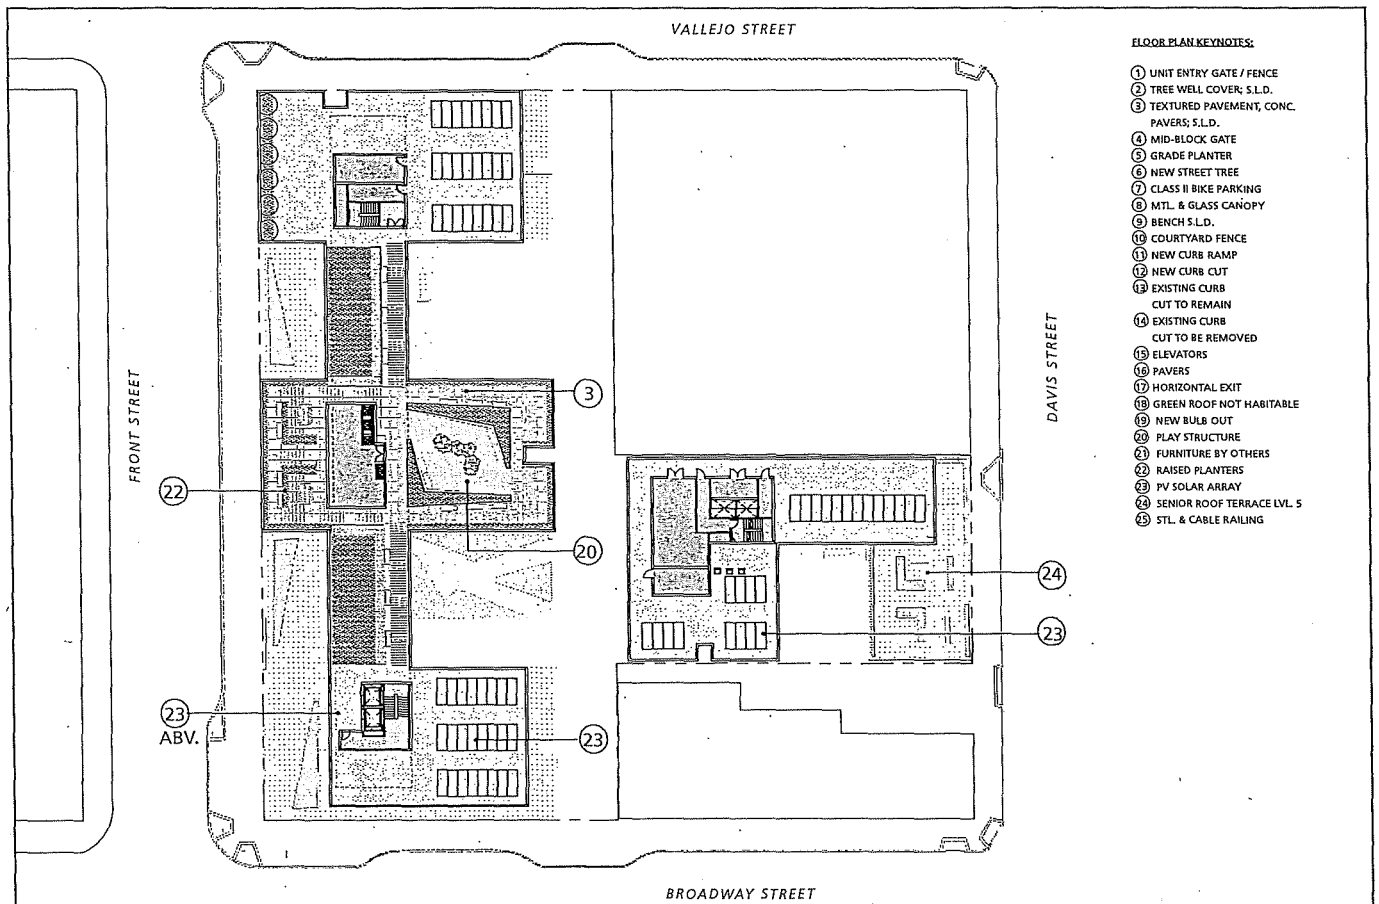 VALLEJO STREET
FLOOR PLAN KEYNOTES:
1 UNIT ENTRY GATE / FENCE
2 TREE WELL COVER; S.L.D.
3 TEXTURED PAVEMENT, CONC.
PAVERS; S.L.D.
4 MID-BLOCK GATE
5 GRADE PLANTER
6 NEW STREET TREE
7 CLASS II BIKE PARKING
8 MTL. & GLASS CANOPY
9 BENCH S.L.D.
10 COURTYARD FENCE
11 NEW CURB RAMP
12 NEW CURB CUT
13 EXISTING CURB
CUT TO REMAIN
14 EXISTING CURB
CUT TO BE REMOVED
15 ELEVATORS
16 PAVERS
17 HORIZONTAL EXIT
18 GREEN ROOF NOT HABITABLE
19 NEW BULB OUT
20 PLAY STRUCTURE
21 FURNITURE BY OTHERS
22 RAISED PLANTERS
23 PV SOLAR ARRAY
24 SENIOR ROOF TERRACE LVL. 5
25 STL. & CABLE RAILING
FRONT STREET
DAVIS STREET
3
22
20
24
23
23
ABV.
23
BROADWAY STREET